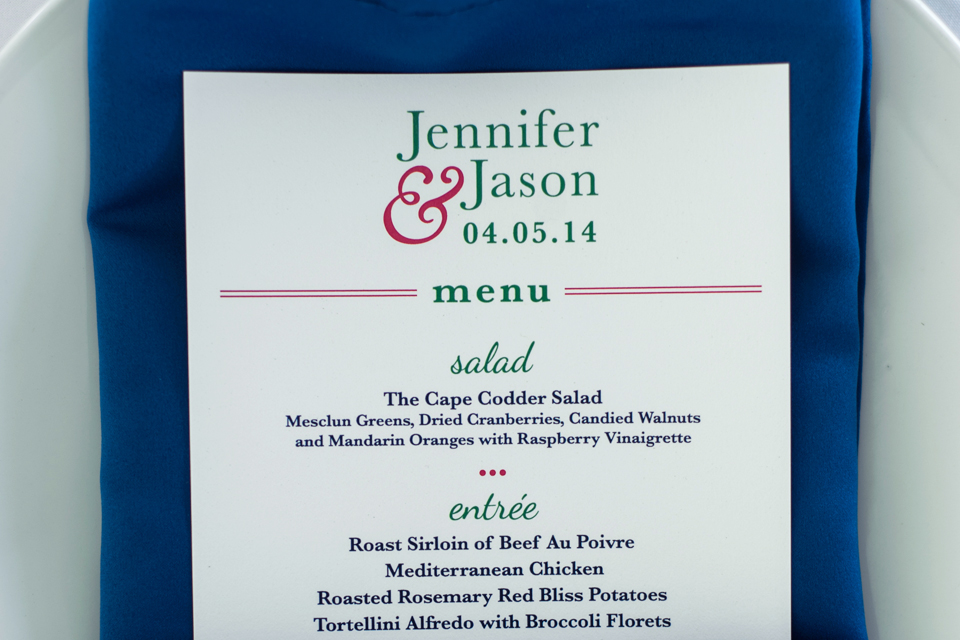 Jennifer
& Jason
04.05.14
menu
salad
The Cape Codder Salad
Mesclun Greens, Dried Cranberries, Candied Walnuts
and Mandarin Oranges with Raspberry Vinaigrette
•••
entrée
Roast Sirloin of Beef Au Poivre
Mediterranean Chicken
Roasted Rosemary Red Bliss Potatoes
Tortellini Alfredo with Broccoli Florets